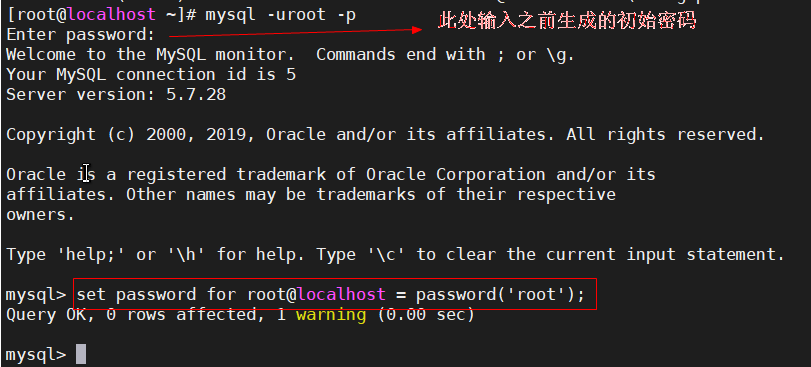 [root@localhost ~]# mysql -uroot -p
Enter password:
此处输入之前生成的初始密码
Welcome to the MySQL monitor.  Commands end with ; or \g.
Your MySQL connection id is 5
Server version: 5.7.28
Copyright (c) 2000, 2019, Oracle and/or its affiliates. All rights reserved.
Oracle is a registered trademark of Oracle Corporation and/or its
affiliates. Other names may be trademarks of their respective
owners.
Type 'help;' or '\h' for help. Type '\c' to clear the current input statement.
mysql> set password for root@localhost = password('root');
Query OK, 0 rows affected, 1 warning (0.00 sec)
mysql>